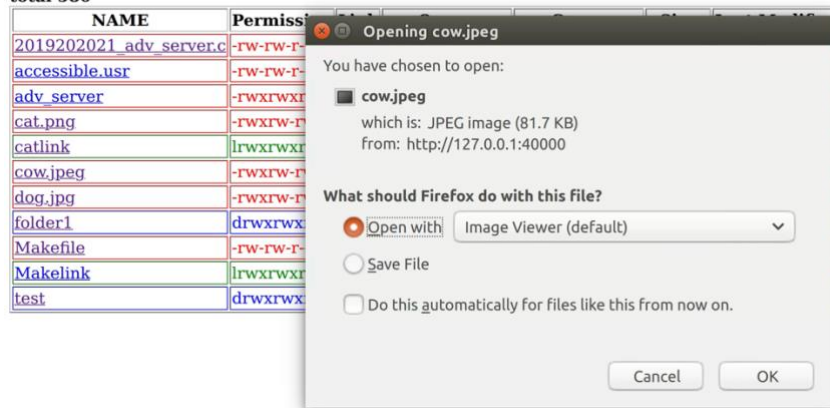 NAME
Opening cow.jpeg
2019202021_adv_server.c -rw-rw-r-
accessible.usr -rw-rw-r-
adv_server -rwxrwxr
cat.png -rwxrw-r
catlink lrwxrwxr
cow.jpeg -rwxrw-r
dog.jpg -rwxrw-r
folder1 drwxrwx
Makefile -rw-rw-r-
Makelink lrwxrwxr
test drwxrwx
You have chosen to open:
cow.jpeg
which is: JPEG image (81.7 KB)
from: http://127.0.0.1:40000
What should Firefox do with this file?
Open with Image Viewer (default)
Save File
Do this automatically for files like this from now on.
Cancel OK